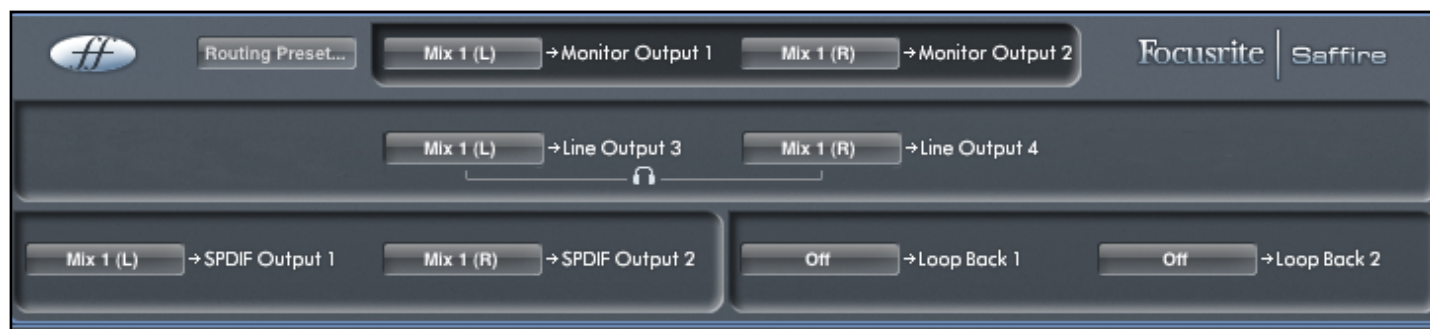 ff Routing Preset... Mix 1 (L) →Monitor Output 1 Mix 1 (R) →Monitor Output 2 Focusrite | Saffire
Mix 1 (L) →Line Output 3 Mix 1 (R) →Line Output 4
Mix 1 (L) →SPDIF Output 1 Mix 1 (R) →SPDIF Output 2 Off →Loop Back 1 Off →Loop Back 2